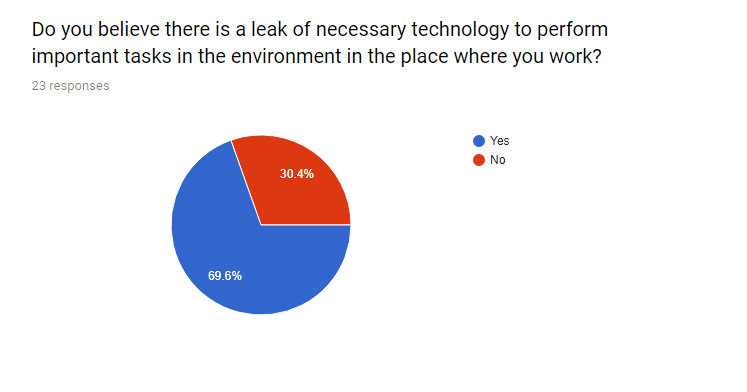 Do you believe there is a leak of necessary technology to perform
important tasks in the environment in the place where you work?
23 responses
Yes
No
30.4%
69.6%